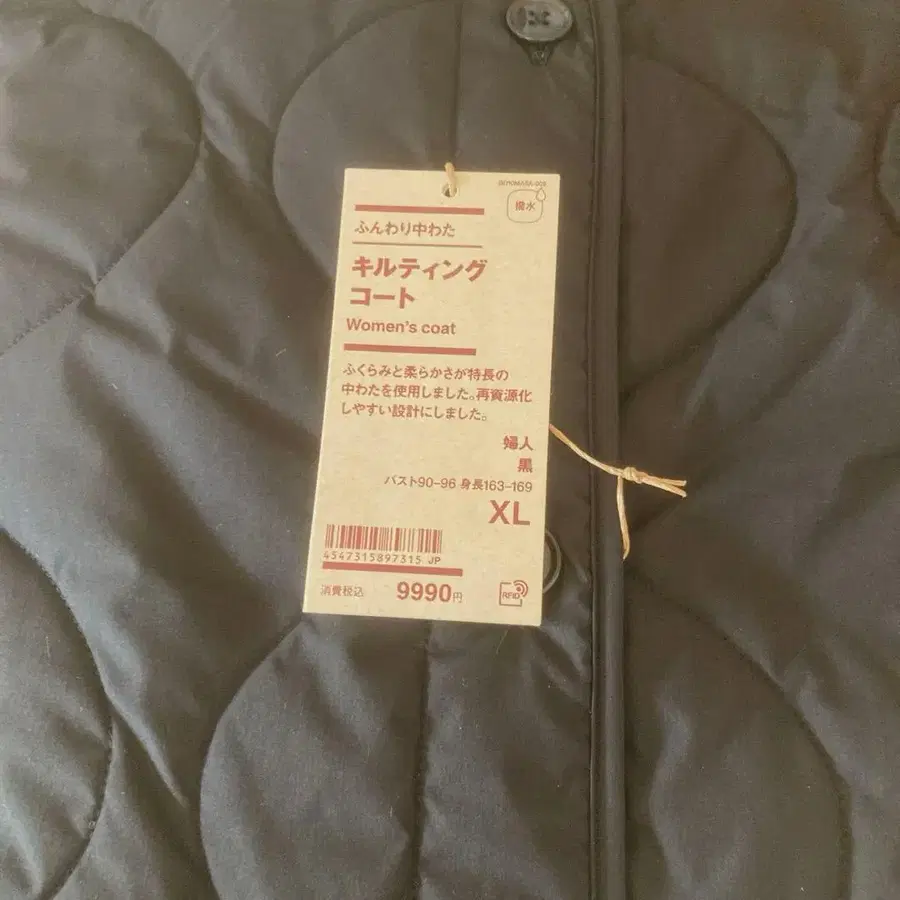 撥水
ふんわり中わた
キルティング
コート
Women's coat
ふくらみと柔らかさが特長の
中わたを使用しました。再資源化
しやすい設計にしました。
婦人
黒
バスト90-96 身長163-169
XL
4547315897315 JP
消費税込 9990円
RFID